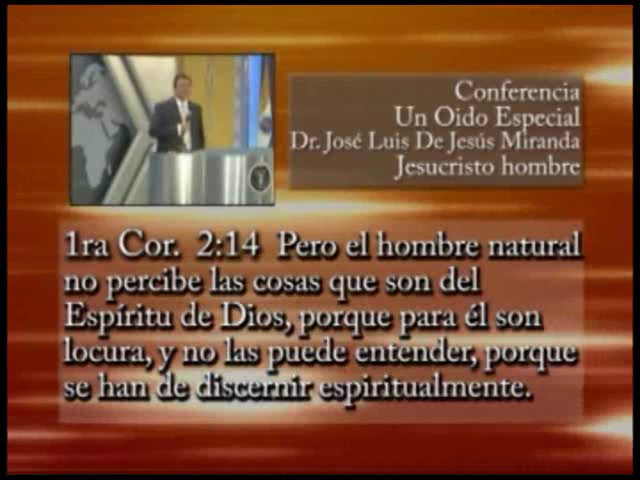 Conferencia
Un Oido Especial
Dr. José Luis De Jesús Miranda
Jesucristo hombre
1ra Cor. 2:14 Pero el hombre natural
no percibe las cosas que son del
Espíritu de Dios, porque para él son
locura, y no las puede entender, porque
se han de discernir espiritualmente.